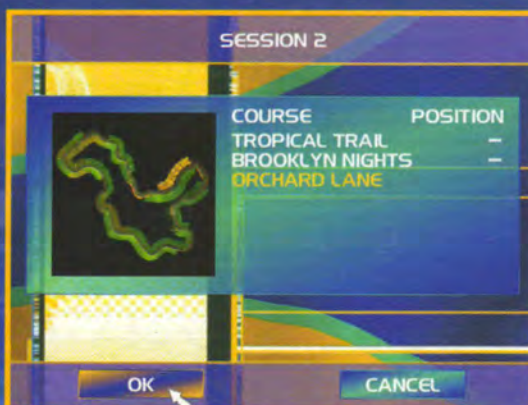 SESSION 2
COURSE POSITION
TROPICAL TRAIL –
BROOKLYN NIGHTS –
ORCHARD LANE
OK CANCEL